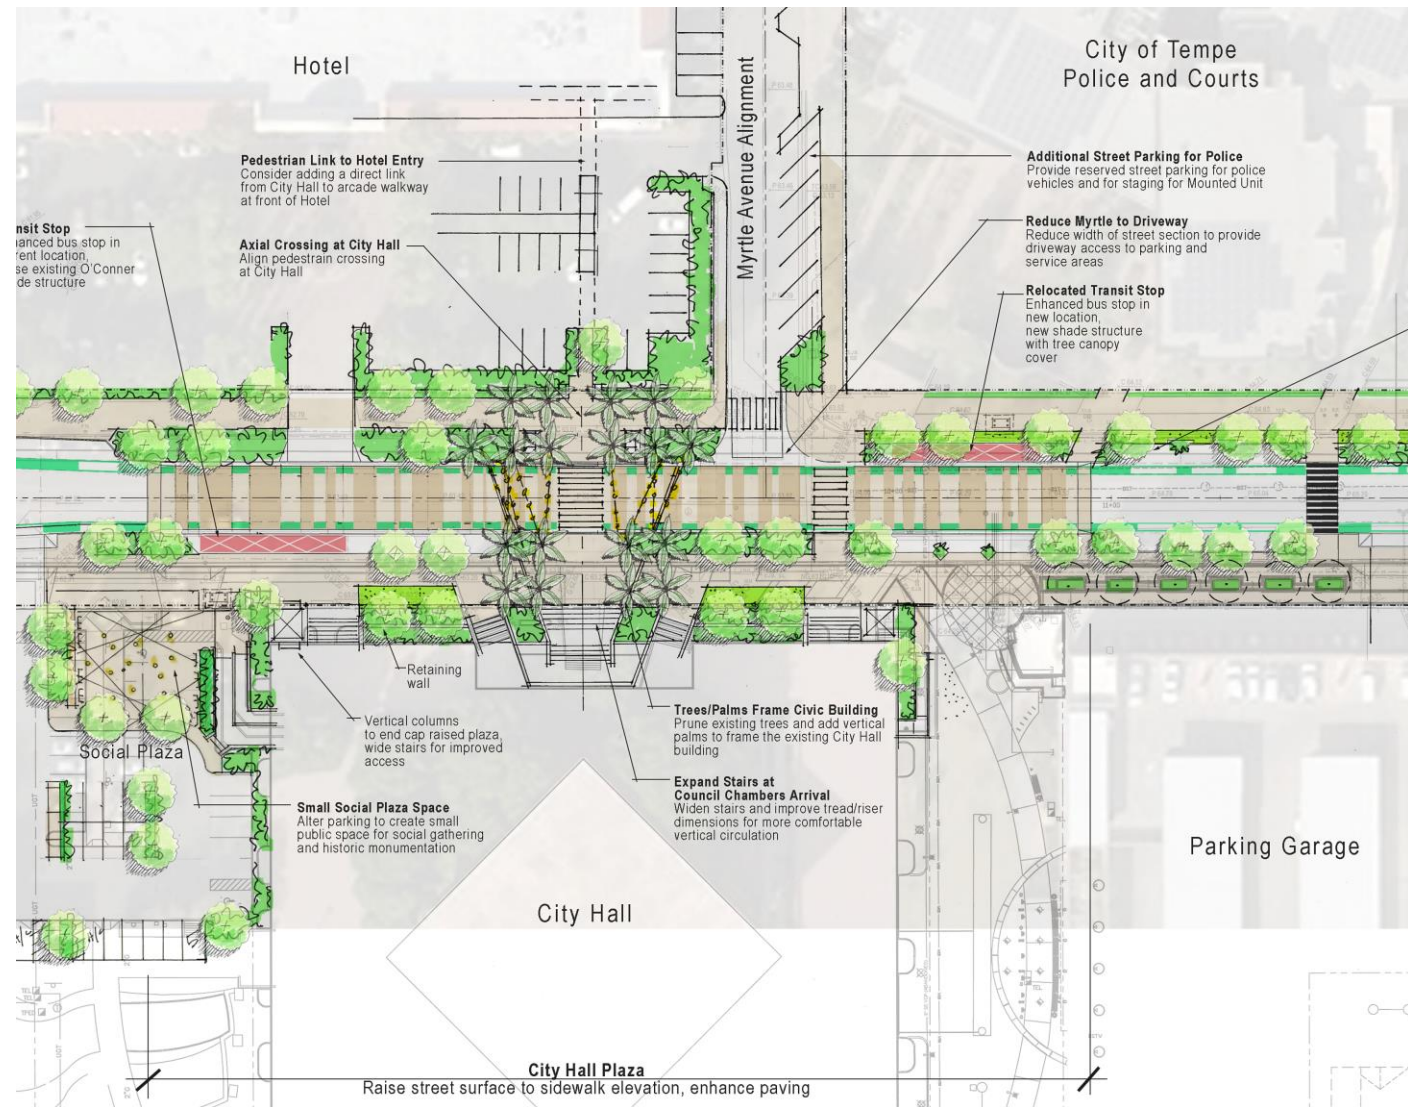 Hotel
City of Tempe
Police and Courts
Myrtle Avenue Alignment
Pedestrian Link to Hotel Entry
Consider adding a direct link
from City Hall to arcade walkway
at front of Hotel
Axial Crossing at City Hall
Align pedestrain crossing
at City Hall
nsit Stop
hanced bus stop in
rent location,
se existing O'Conner
de structure
Additional Street Parking for Police
Provide reserved street parking for police
vehicles and for staging for Mounted Unit
Reduce Myrtle to Driveway
Reduce width of street section to provide
driveway access to parking and
service areas
Relocated Transit Stop
Enhanced bus stop in
new location,
new shade structure
with tree canopy
cover
Retaining
wall
Vertical columns
to end cap raised plaza,
wide stairs for improved
access
Social Plaza
Small Social Plaza Space
Alter parking to create small
public space for social gathering
and historic monumentation
Trees/Palms Frame Civic Building
Prune existing trees and add vertical
palms to frame the existing City Hall
building
Expand Stairs at
Council Chambers Arrival
Widen stairs and improve tread/riser
dimensions for more comfortable
vertical circulation
Parking Garage
City Hall
City Hall Plaza
Raise street surface to sidewalk elevation, enhance paving